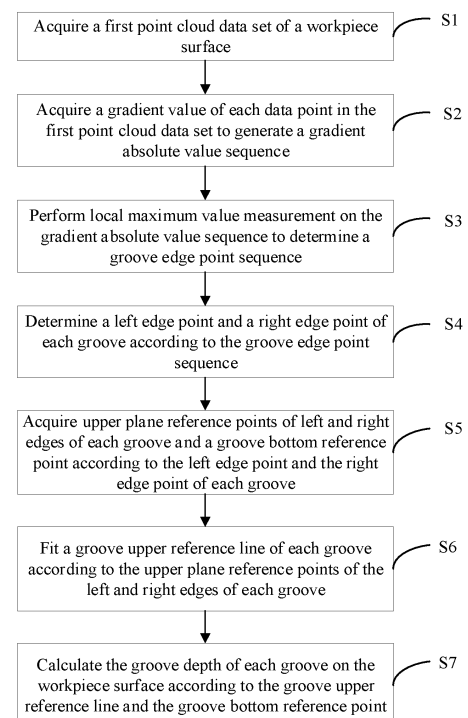 Acquire a first point cloud data set of a workpiece
surface
S1
Acquire a gradient value of each data point in the
first point cloud data set to generate a gradient
absolute value sequence
S2
Perform local maximum value measurement on the
gradient absolute value sequence to determine a
groove edge point sequence
S3
Determine a left edge point and a right edge point of
each groove according to the groove edge point
sequence
S4
Acquire upper plane reference points of left and right
edges of each groove and a groove bottom reference
point according to the left edge point and the right
edge point of each groove
S5
Fit a groove upper reference line of each groove
according to the upper plane reference points of the
left and right edges of each groove
S6
Calculate the groove depth of each groove on the
workpiece surface according to the groove upper
reference line and the groove bottom reference point
S7